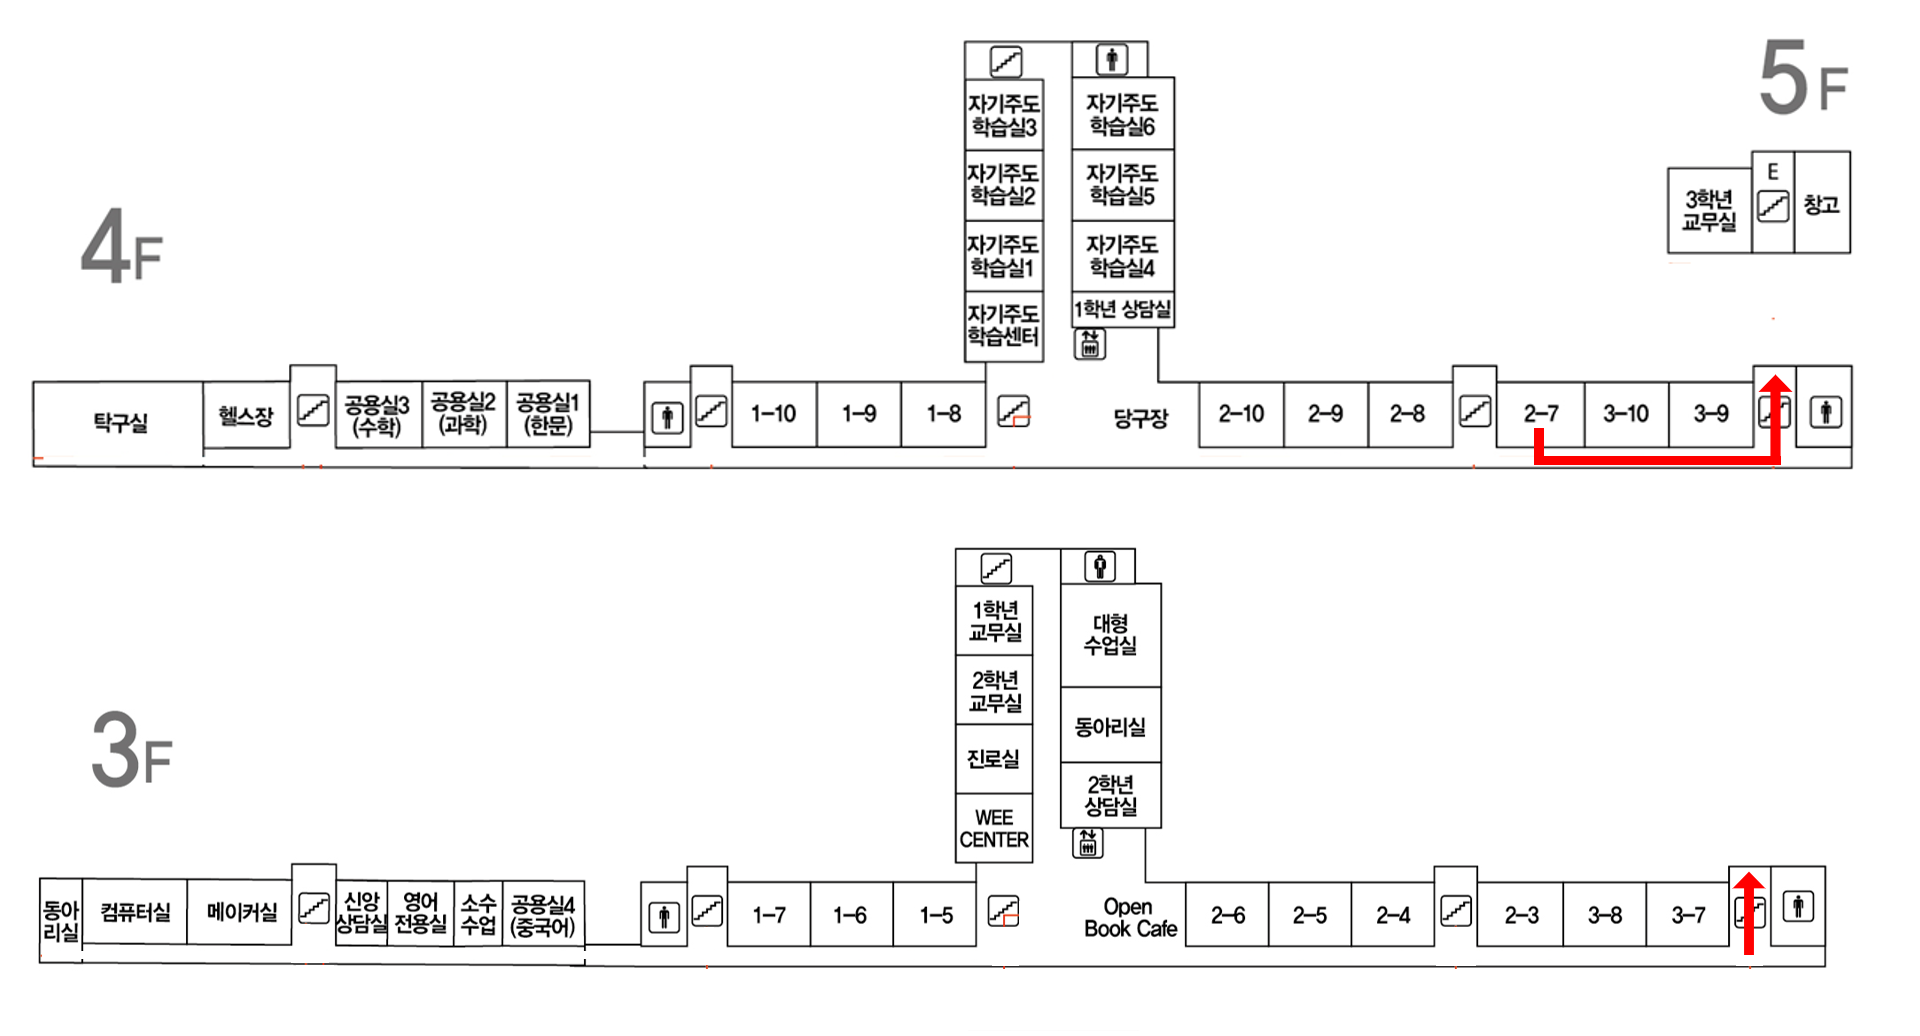 5F
E
3학년
교무실
창고
4F
자기주도
학습실3
자기주도
학습실6
자기주도
학습실2
자기주도
학습실5
자기주도
학습실1
자기주도
학습실4
자기주도
학습센터
1학년 상담실
탁구실
헬스장
공용실3
(수학)
공용실2
(과학)
공용실1
(한문)
1-10
1-9
1-8
당구장
2-10
2-9
2-8
2-7
3-10
3-9
3F
1학년
교무실
대형
수업실
2학년
교무실
동아리실
진로실
2학년
상담실
WEE
CENTER
동아
리실
컴퓨터실
메이커실
신앙
상담실
영어
전용실
소수
수업
공용실4
(중국어)
1-7
1-6
1-5
Open
Book Cafe
2-6
2-5
2-4
2-3
3-8
3-7